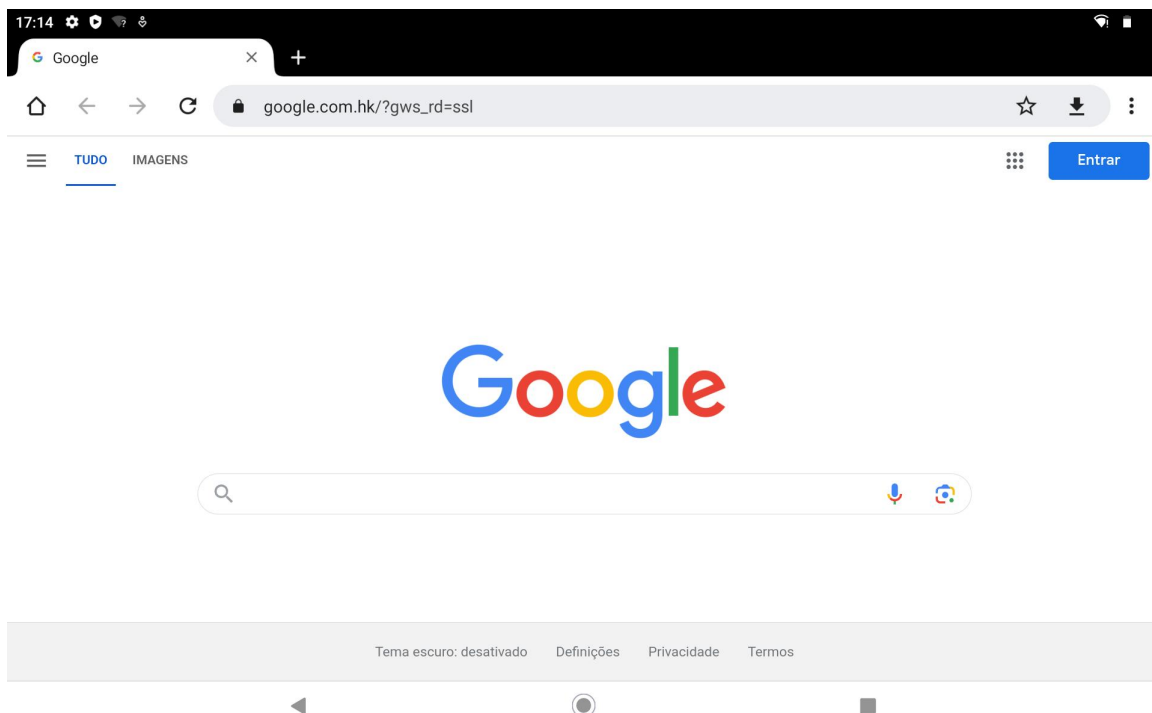 17:14
Google
google.com.hk/?gws_rd=ssl
TUDO IMAGENS Entrar
Google
Tema escuro: desativado Definições Privacidade Termos